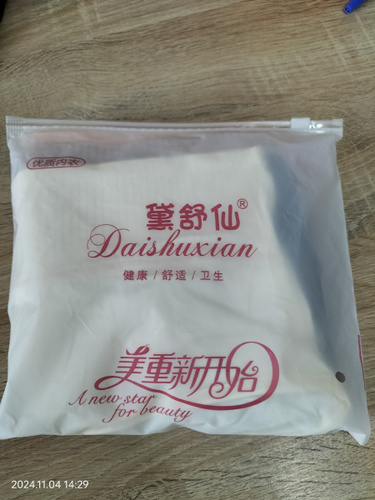 优质内衣
黛舒仙®
Daishuxian
健康/舒适/卫生
美重新开始
A new star
for beauty
2024.11.04 14:29